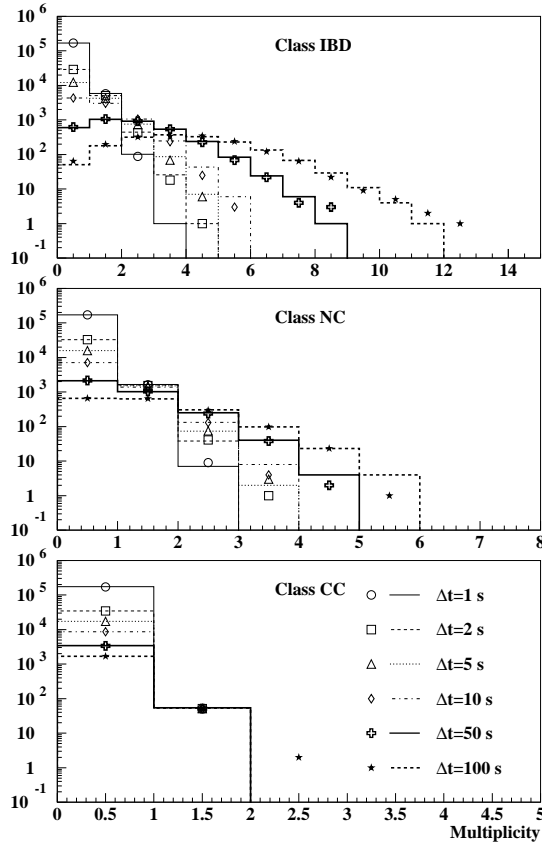 Class IBD
10^6
10^5
10^4
10^3
10^2
10
1
10^-1
0 2 4 6 8 10 12 14
Class NC
10^6
10^5
10^4
10^3
10^2
10
1
10^-1
0 1 2 3 4 5 6 7 8
Class CC
10^6
10^5
10^4
10^3
10^2
10
1
10^-1
Δt=1 s
Δt=2 s
Δt=5 s
Δt=10 s
Δt=50 s
Δt=100 s
0 0.5 1 1.5 2 2.5 3 3.5 4 4.5 5
Multiplicity